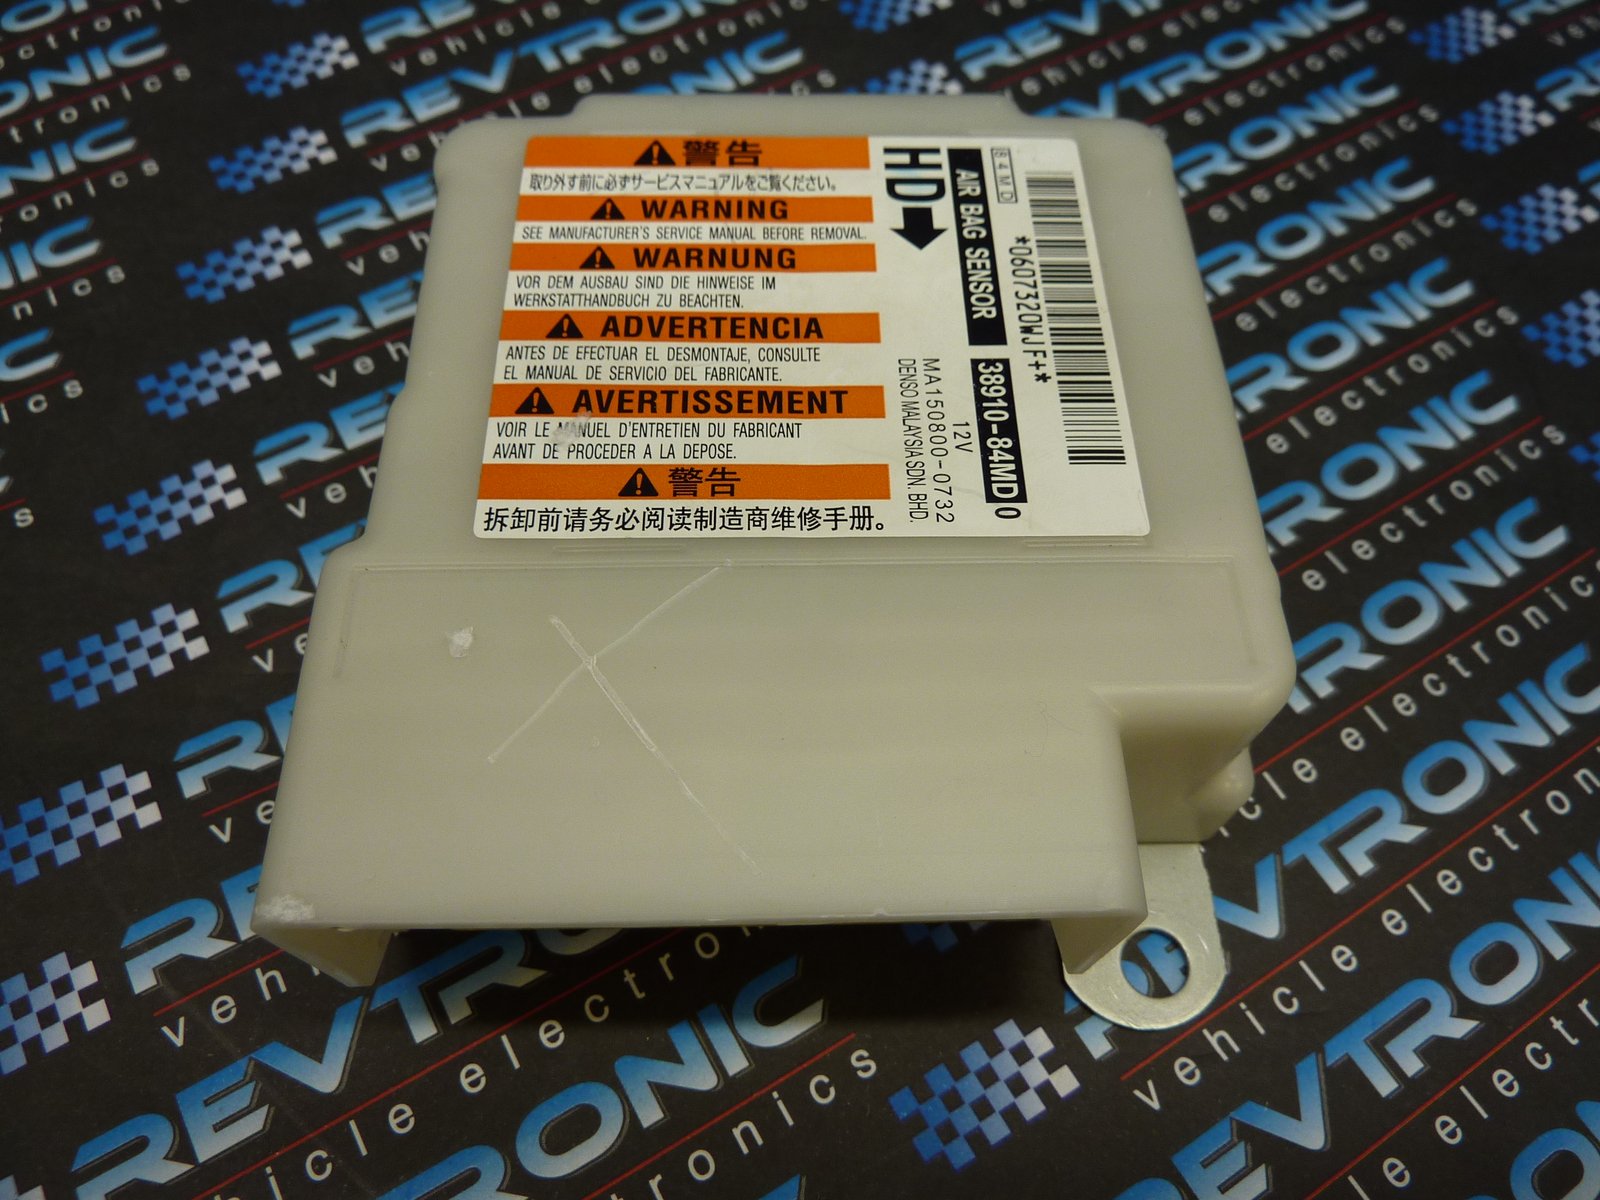 警告
取り外す前に必ずサービスマニュアルをご覧ください。
WARNING
SEE MANUFACTURER'S SERVICE MANUAL BEFORE REMOVAL.
WARNUNG
VOR DEM AUSBAU SIND DIE HINWEISE IM
WERKSTATTHANDBUCH ZU BEACHTEN.
ADVERTENCIA
ANTES DE EFECTUAR EL DESMONTAJE, CONSULTE
EL MANUAL DE SERVICIO DEL FABRICANTE.
AVERTISSEMENT
VOIR LE MANUEL D'ENTRETIEN DU FABRICANT
AVANT DE PROCEDER A LA DEPOSE.
警告
拆卸前请务必阅读制造商维修手册。
84MD
*0607320WJF+*
AIR BAG SENSOR 38910-84MD0
HD
12V
MA150800-0732
DENSO MALAYSIA SDN. BHD.
REVTRONIC
vehicle electronics